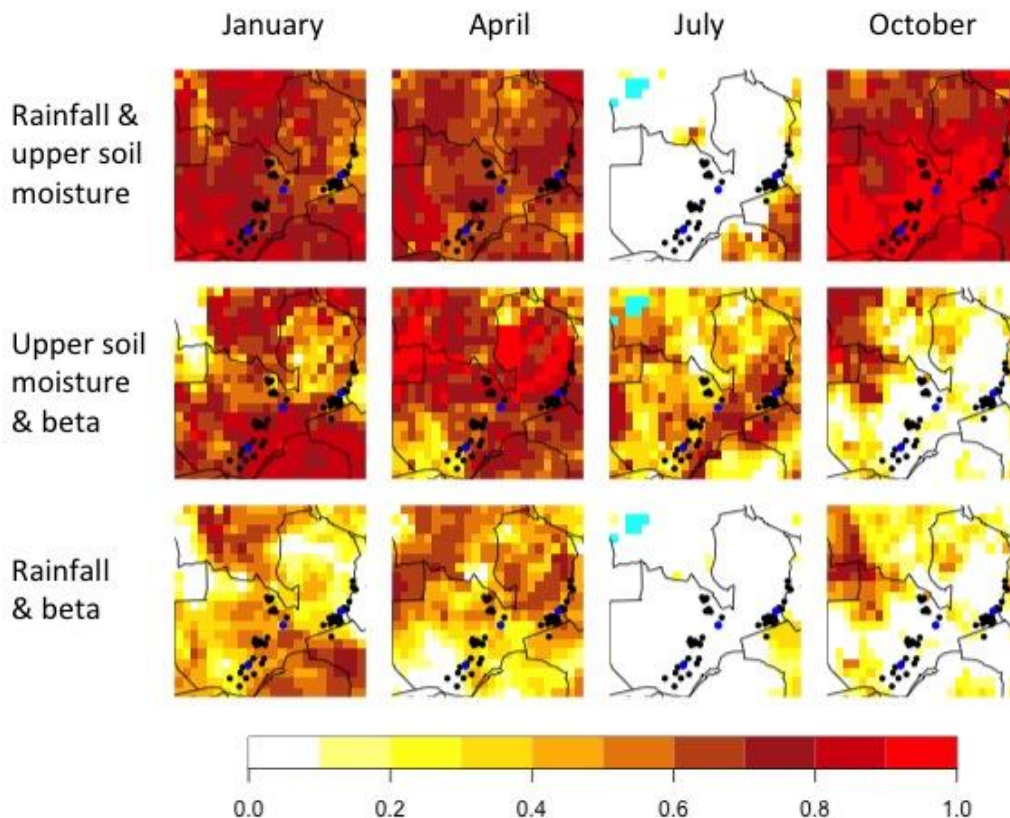 January April July October
Rainfall &
upper soil
moisture
Upper soil
moisture
& beta
Rainfall
& beta
0.0 0.2 0.4 0.6 0.8 1.0